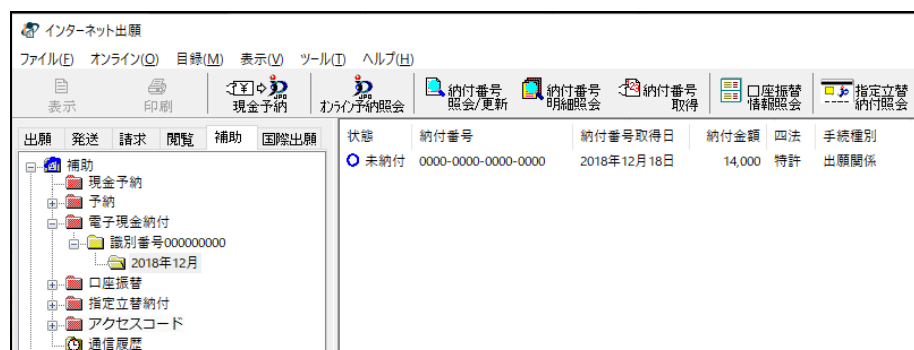 インターネット出願
ファイル(F) オンライン(O) 目録(M) 表示(V) ツール(T) ヘルプ(H)
表示 印刷 現金予納 オンライン予納照会 納付番号照会/更新 納付番号明細照会 納付番号取得 口座振替情報照会 指定立替納付照会
出願 発送 請求 閲覧 補助 国際出願
補助
現金予納
予納
電子現金納付
識別番号000000000
2018年12月
口座振替
指定立替納付
アクセスコード
通信履歴
状態 納付番号 納付番号取得日 納付金額 四法 手続種別
未納付 0000-0000-0000-0000 2018年12月18日 14,000 特許 出願関係